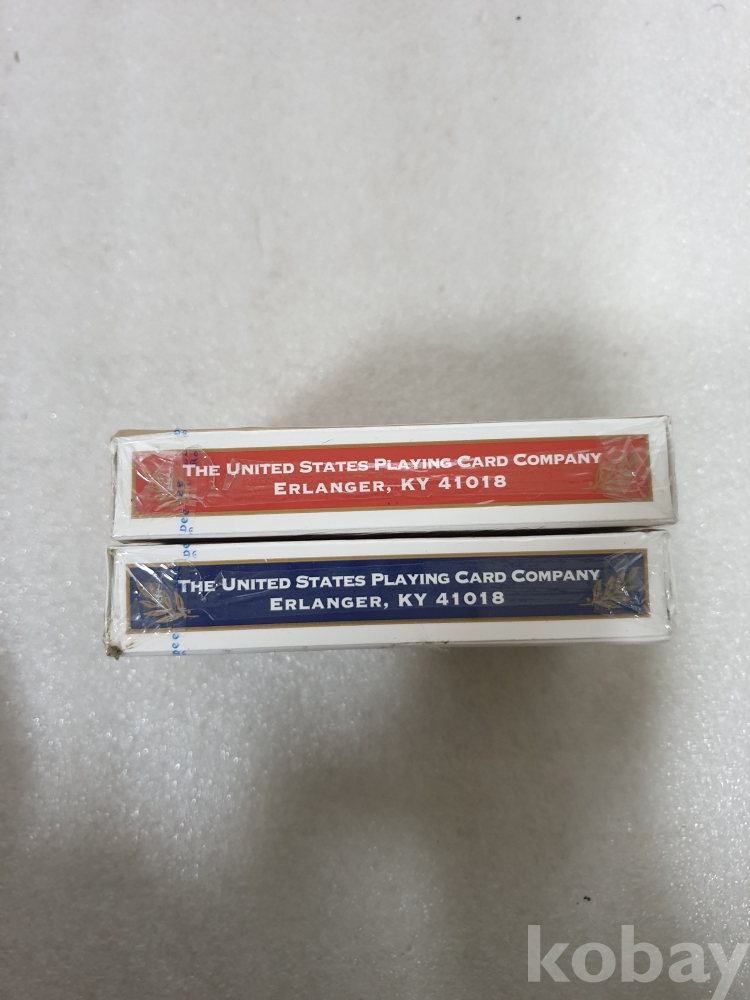 THE UNITED STATES PLAYING CARD COMPANY
ERLANGER, KY 41018
THE UNITED STATES PLAYING CARD COMPANY
ERLANGER, KY 41018
kobay